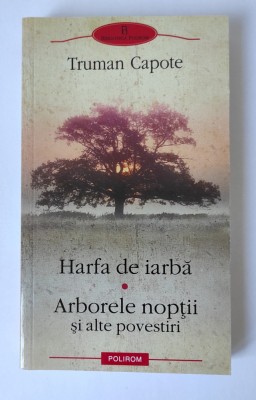 B
Truman Capote
Harfa de iarbă
•
Arborele nopţii
şi alte povestiri
POLIROM